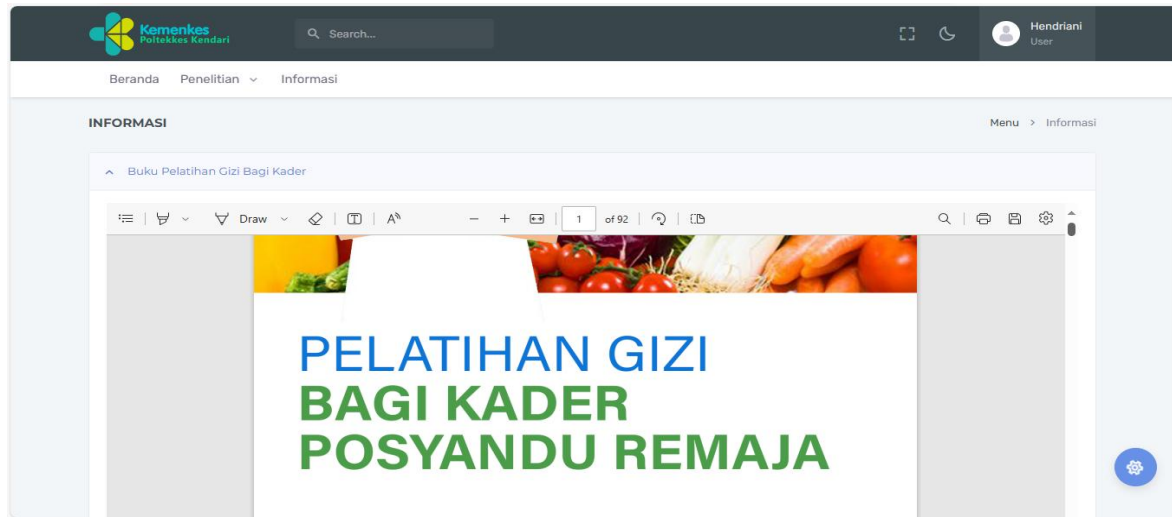 Kemenkes
Poltekkes Kendari
Search...
Hendriani
User
Beranda Penelitian Informasi
INFORMASI
Menu > Informasi
Buku Pelatihan Gizi Bagi Kader
Draw
1 of 92
PELATIHAN GIZI
BAGI KADER
POSYANDU REMAJA